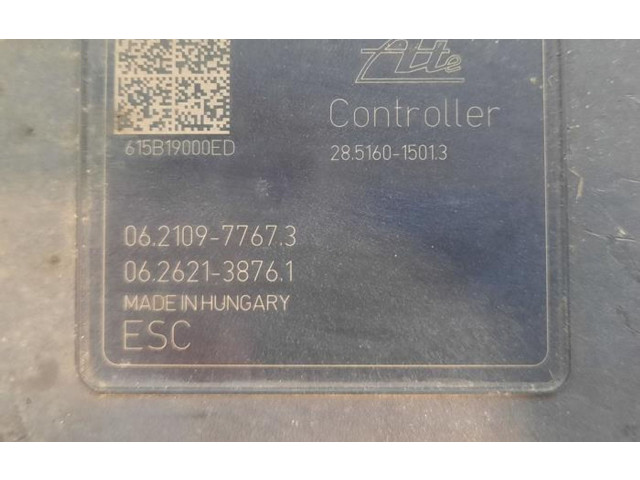 Ate
Controller
615B19000ED
28.5160-1501.3
06.2109-7767.3
06.2621-3876.1
MADE IN HUNGARY
ESC